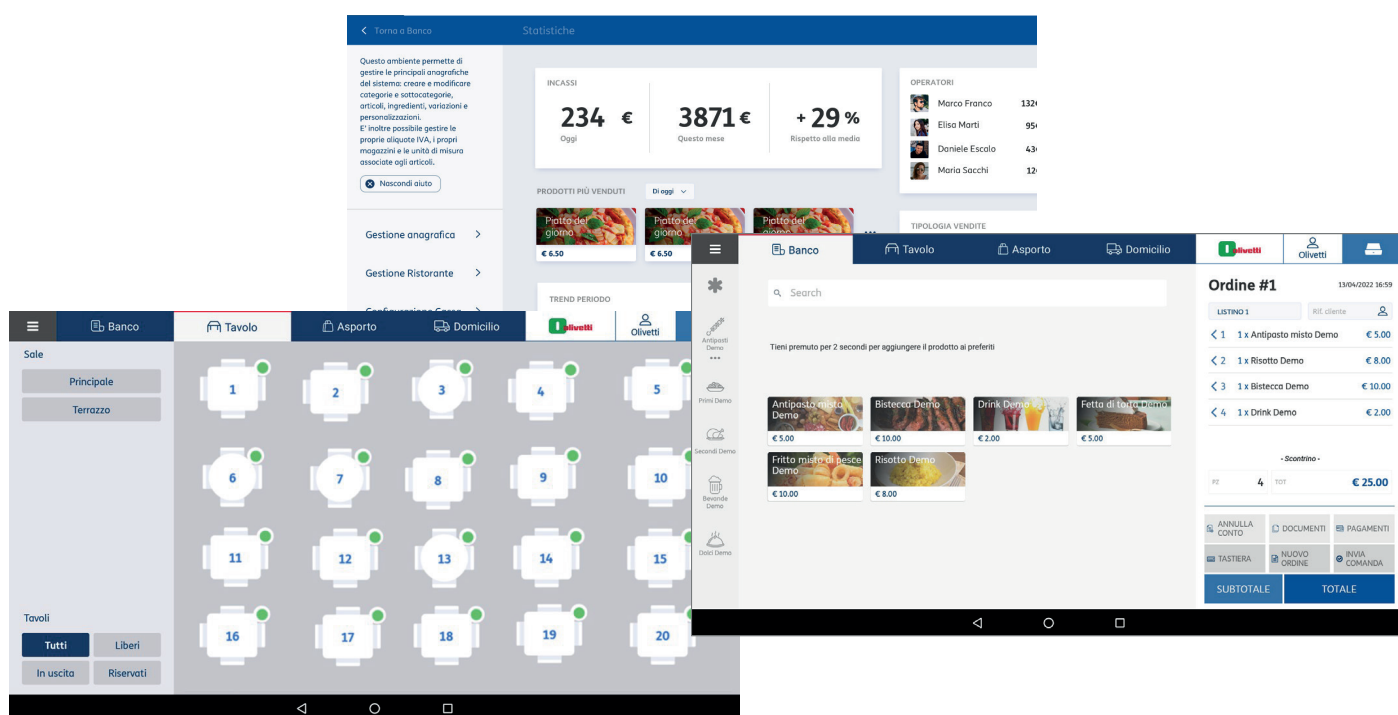 Torna a Banco
Statistiche
Questo ambiente permette di
gestire le principali anagrafiche
del sistema: creare e modificare
categorie e sottocategorie,
articoli, ingredienti, variazioni e
personalizzazioni.
E' inoltre possibile gestire le
proprie aliquote IVA, i propri
magazzini e le unità di misura
associate agli articoli.
Nascondi aiuto
Gestione anagrafica
Gestione Ristorante
INCASSI
234 €
Oggi
3871 €
Questo mese
+ 29 %
Rispetto alla media
OPERATORI
Marco Franco 132€
Elisa Marti 95
Daniele Escalo 43
Maria Sacchi 12
PRODOTTI PIÙ VENDUTI
Di oggi
Piatto del
giorno
€ 6.50
Piatto del
giorno
€ 6.50
Piatto del
giorno
TIPOLOGIA VENDITE
TREND PERIODO
Banco
Tavolo
Asporto
Domicilio
olivetti
Olivetti
Sale
Principale
Terrazzo
1
2
3
4
5
6
7
8
9
10
11
12
13
14
15
16
17
18
19
20
Tavoli
Tutti
Liberi
In uscita
Riservati
Banco
Tavolo
Asporto
Domicilio
olivetti
Olivetti
Search
Antipasti
Demo
Primi Demo
Secondi Demo
Bevande
Demo
Dolci Demo
Tieni premuto per 2 secondi per aggiungere il prodotto ai preferiti
Antipasto misto
Demo
€ 5.00
Bistecca Demo
€ 10.00
Drink Demo
€ 2.00
Fetta di torta Demo
€ 5.00
Fritto misto di pesce
Demo
€ 10.00
Risotto Demo
€ 8.00
Ordine #1
13/04/2022 16:59
LISTINO 1
Rif. cliente
1 1 x Antipasto misto Demo € 5.00
2 1 x Risotto Demo € 8.00
3 1 x Bistecca Demo € 10.00
4 1 x Drink Demo € 2.00
- Scontrino -
PZ 4 TOT € 25.00
ANNULLA
CONTO
DOCUMENTI
PAGAMENTI
TASTIERA
NUOVO
ORDINE
INVIA
COMANDA
SUBTOTALE
TOTALE